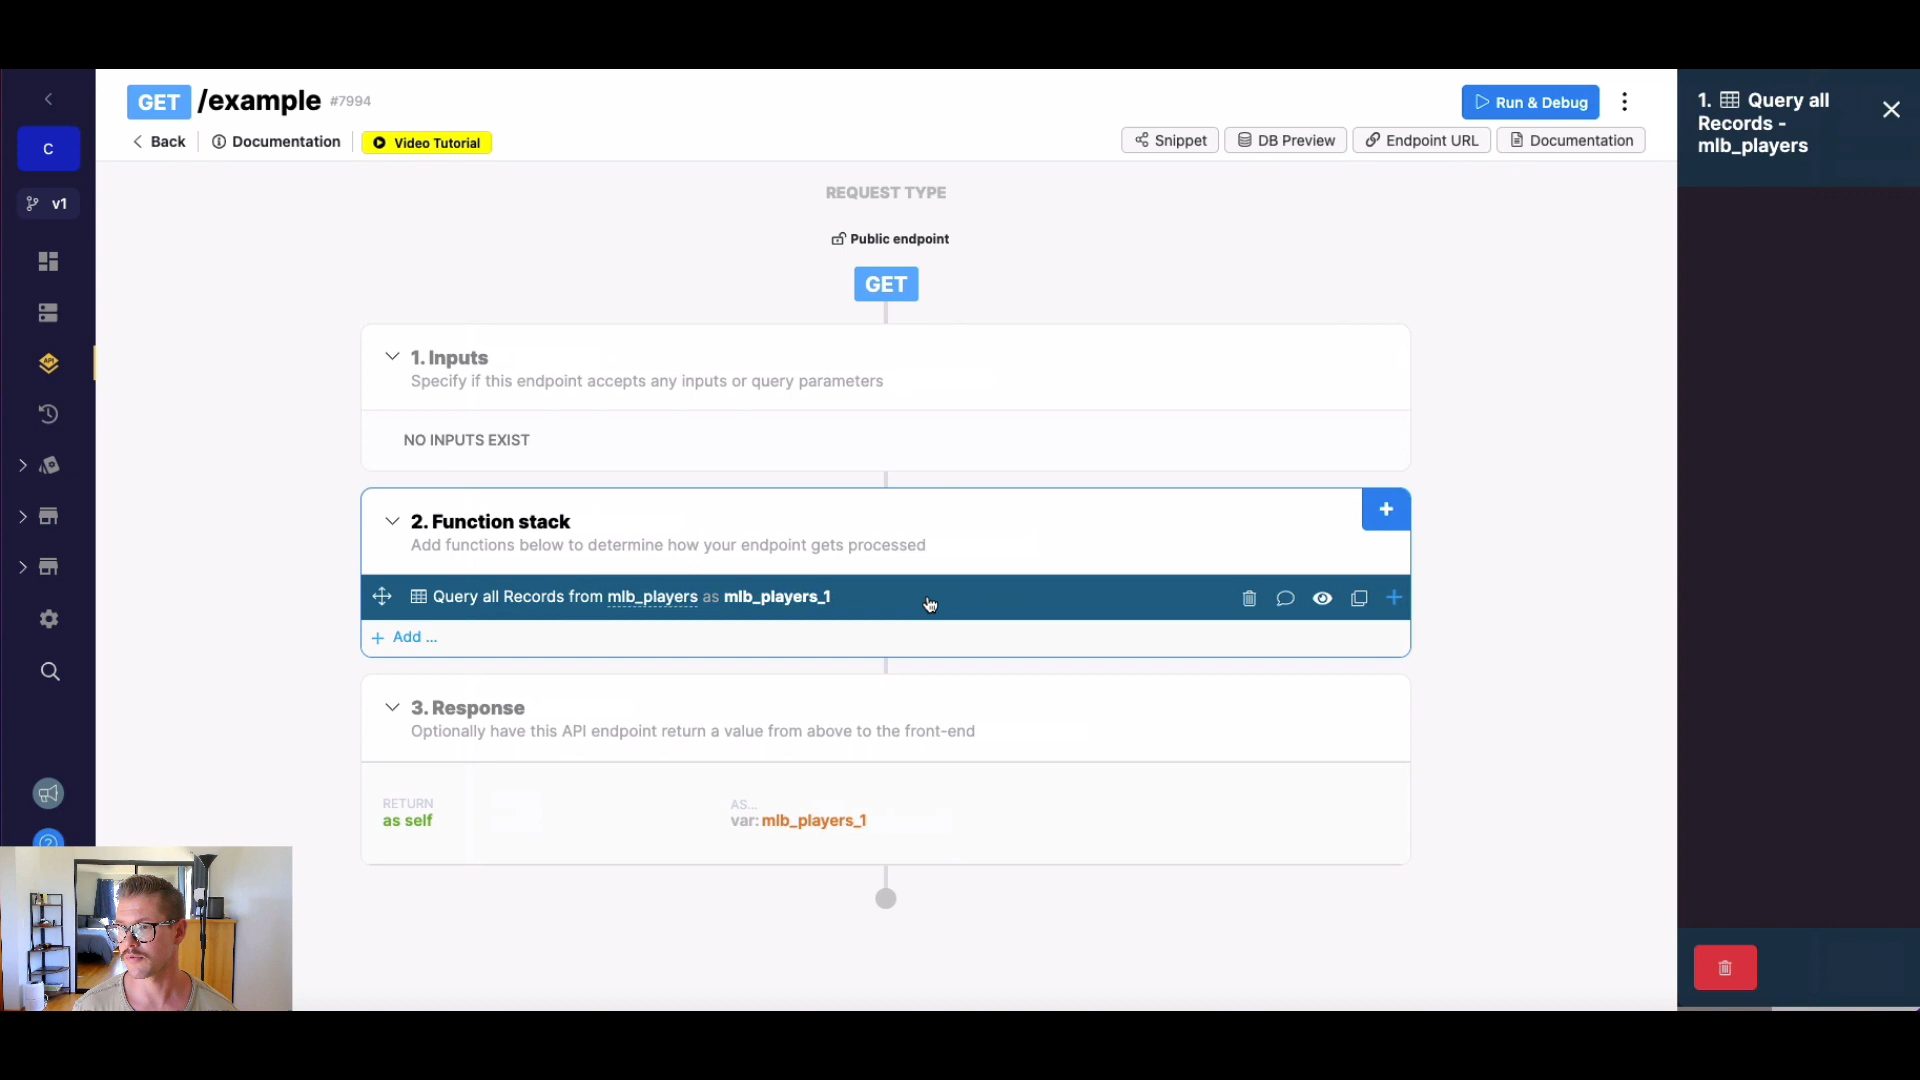 GET /example #7994
Back
Documentation
Video Tutorial
Run & Debug
Snippet
DB Preview
Endpoint URL
Documentation
C
v1
API
REQUEST TYPE
Public endpoint
GET
1. Inputs
Specify if this endpoint accepts any inputs or query parameters
NO INPUTS EXIST
2. Function stack
Add functions below to determine how your endpoint gets processed
Query all Records from mlb_players as mlb_players_1
Add ...
3. Response
Optionally have this API endpoint return a value from above to the front-end
RETURN
as self
AS...
var: mlb_players_1
1. Query all
Records -
mlb_players